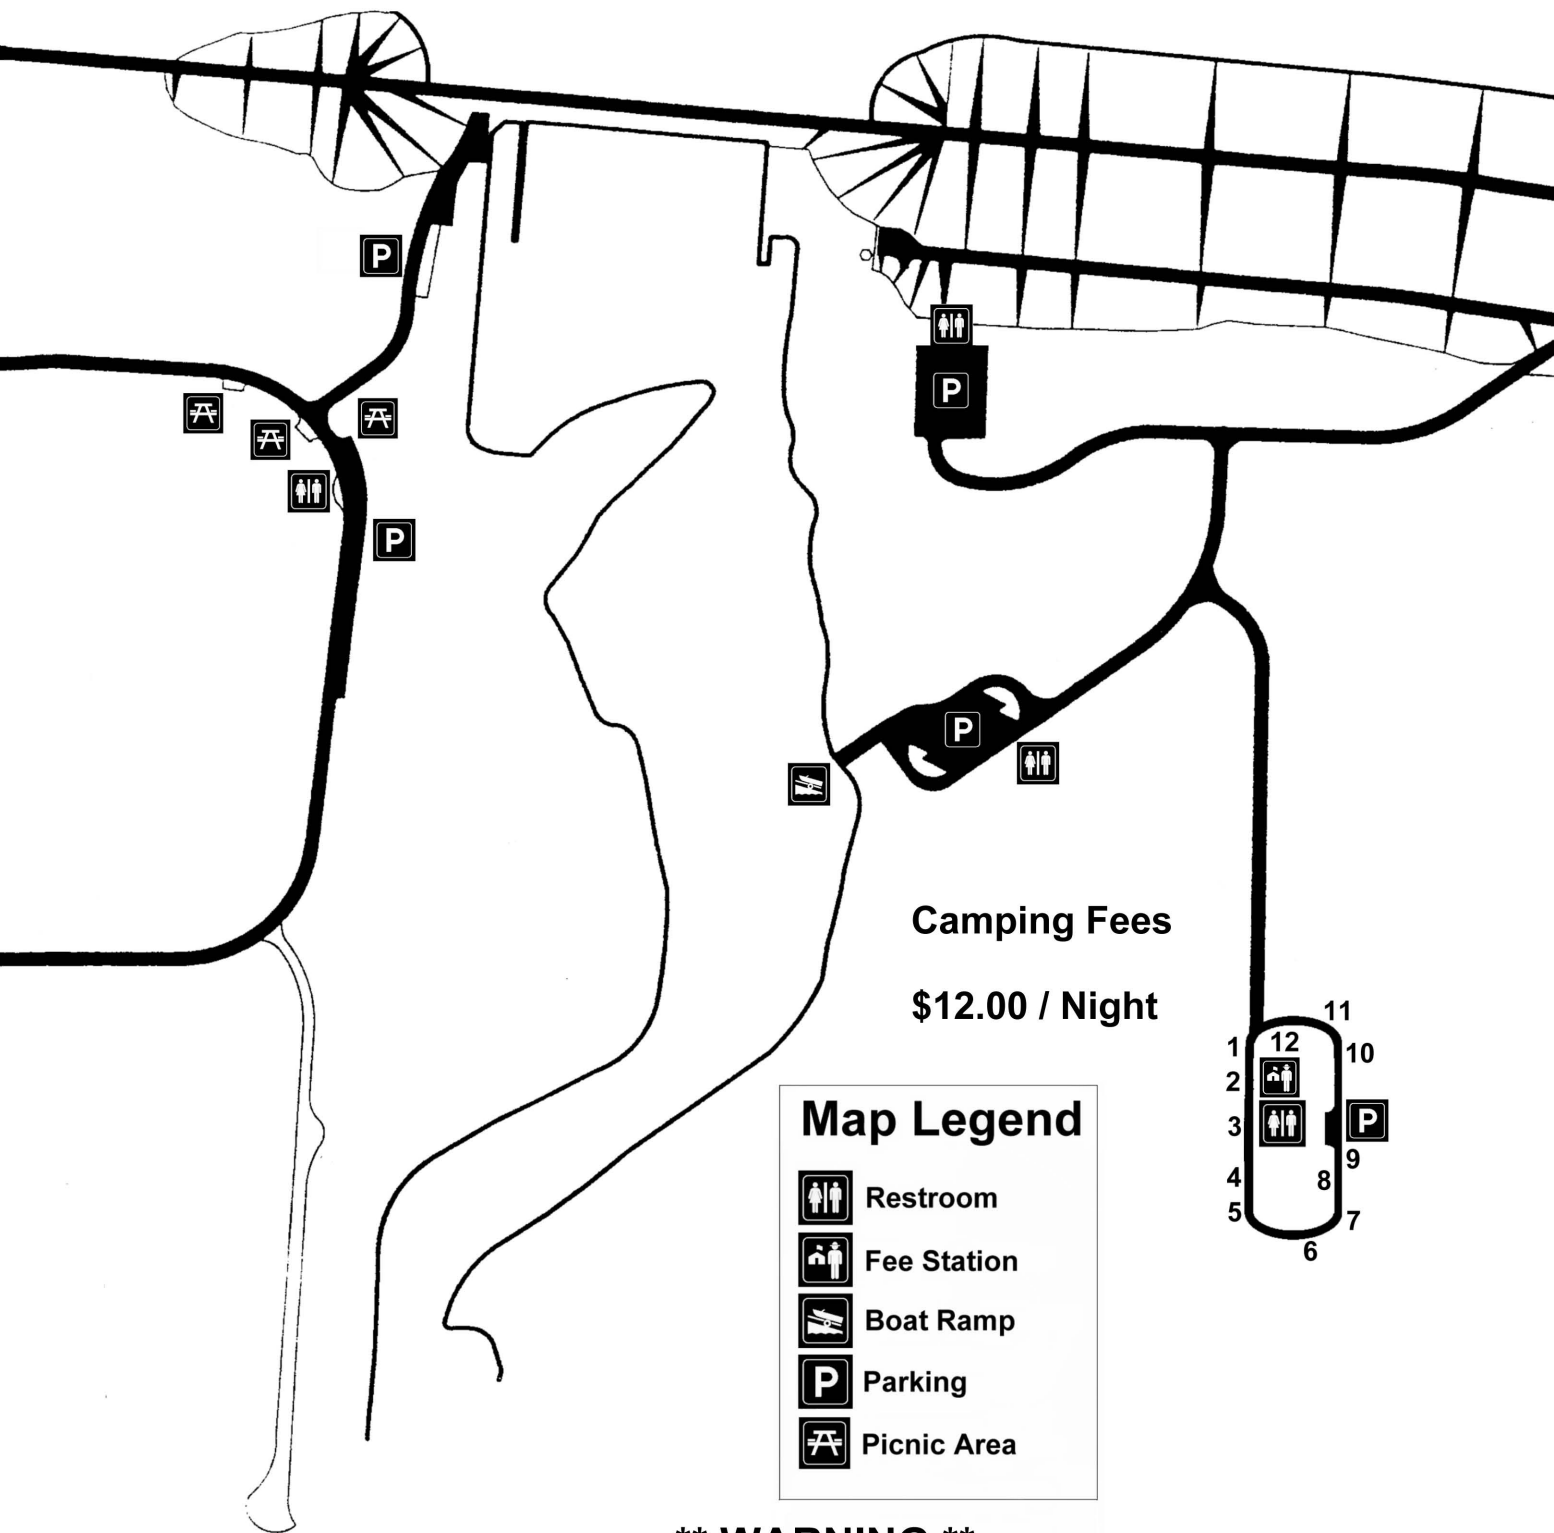 P
P
P
P
Camping Fees
$12.00 / Night
11
1
12
10
2
3
P
9
4
8
5
7
6
Map Legend
Restroom
Fee Station
Boat Ramp
P Parking
Picnic Area
** WARNING **